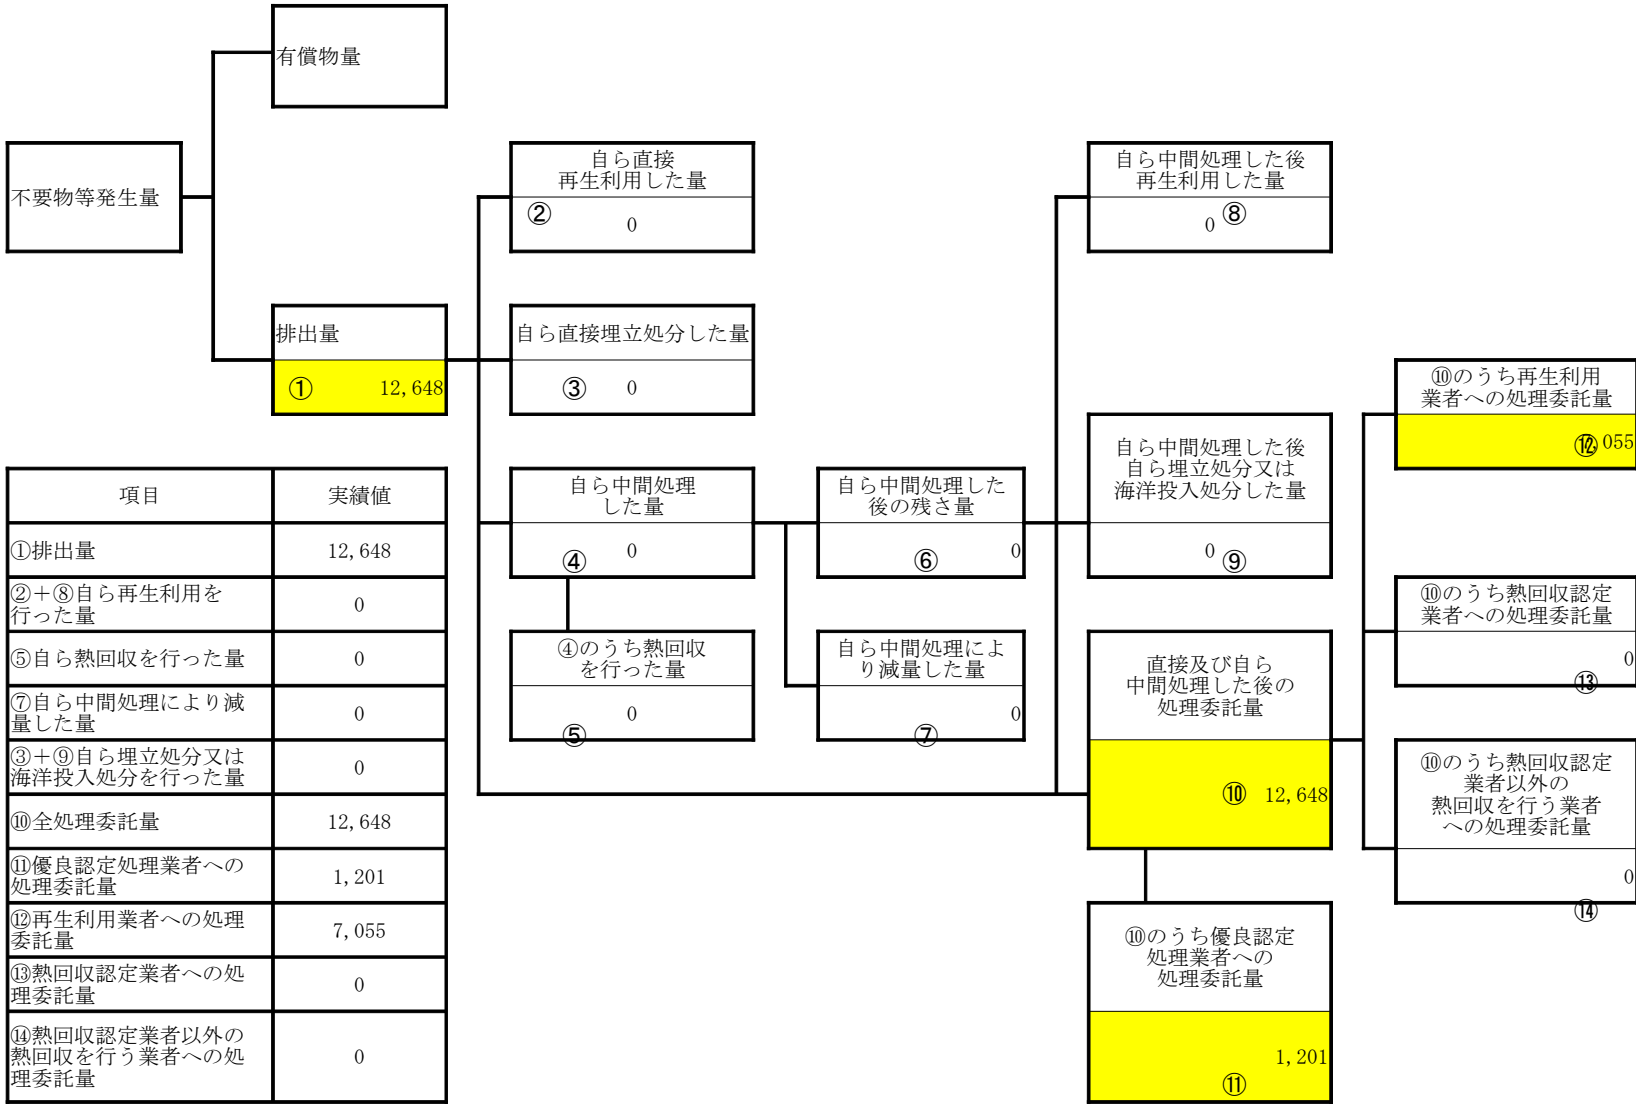 有償物量
不要物等発生量
自ら直接
再生利用した量
②
0
自ら中間処理した後
再生利用した量
0
⑧
排出量
① 12,648
自ら直接埋立処分した量
③ 0
⑩のうち再生利用
業者への処理委託量
⑫
055
自ら中間処理
した量
④
0
自ら中間処理した
後の残さ量
⑥
0
自ら中間処理した後
自ら埋立処分又は
海洋投入処分した量
0
⑨
⑩のうち熱回収認定
業者への処理委託量
0
⑬
④のうち熱回収
を行った量
0
⑤
自ら中間処理によ
り減量した量
0
⑦
直接及び自ら
中間処理した後の
処理委託量
⑩ 12,648
⑩のうち熱回収認定
業者以外の
熱回収を行う業者
への処理委託量
0
⑭
⑩のうち優良認定
処理業者への
処理委託量
1,201
⑪
項目 実績値
①排出量 12,648
②+⑧自ら再生利用を
行った量 0
⑤自ら熱回収を行った量 0
⑦自ら中間処理により減
量した量 0
③+⑨自ら埋立処分又は
海洋投入処分を行った量 0
⑩全処理委託量 12,648
⑪優良認定処理業者への
処理委託量 1,201
⑫再生利用業者への処理
委託量 7,055
⑬熱回収認定業者への処
理委託量 0
⑭熱回収認定業者以外の
熱回収を行う業者への処
理委託量 0